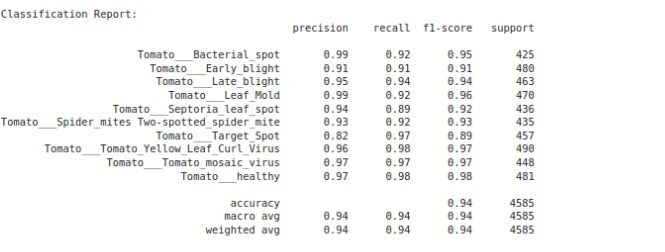 Classification Report:
precision recall f1-score support
Tomato___Bacterial_spot 0.99 0.92 0.95 425
Tomato___Early_blight 0.91 0.91 0.91 480
Tomato___Late_blight 0.95 0.94 0.94 463
Tomato___Leaf_Mold 0.99 0.92 0.96 470
Tomato___Septoria_leaf_spot 0.94 0.89 0.92 436
Tomato___Spider_mites Two-spotted_spider_mite 0.93 0.92 0.93 435
Tomato___Target_Spot 0.82 0.97 0.89 457
Tomato___Tomato_Yellow_Leaf_Curl_Virus 0.96 0.98 0.97 490
Tomato___Tomato_mosaic_virus 0.97 0.97 0.97 448
Tomato___healthy 0.97 0.98 0.98 481
accuracy 0.94 4585
macro avg 0.94 0.94 0.94 4585
weighted avg 0.94 0.94 0.94 4585